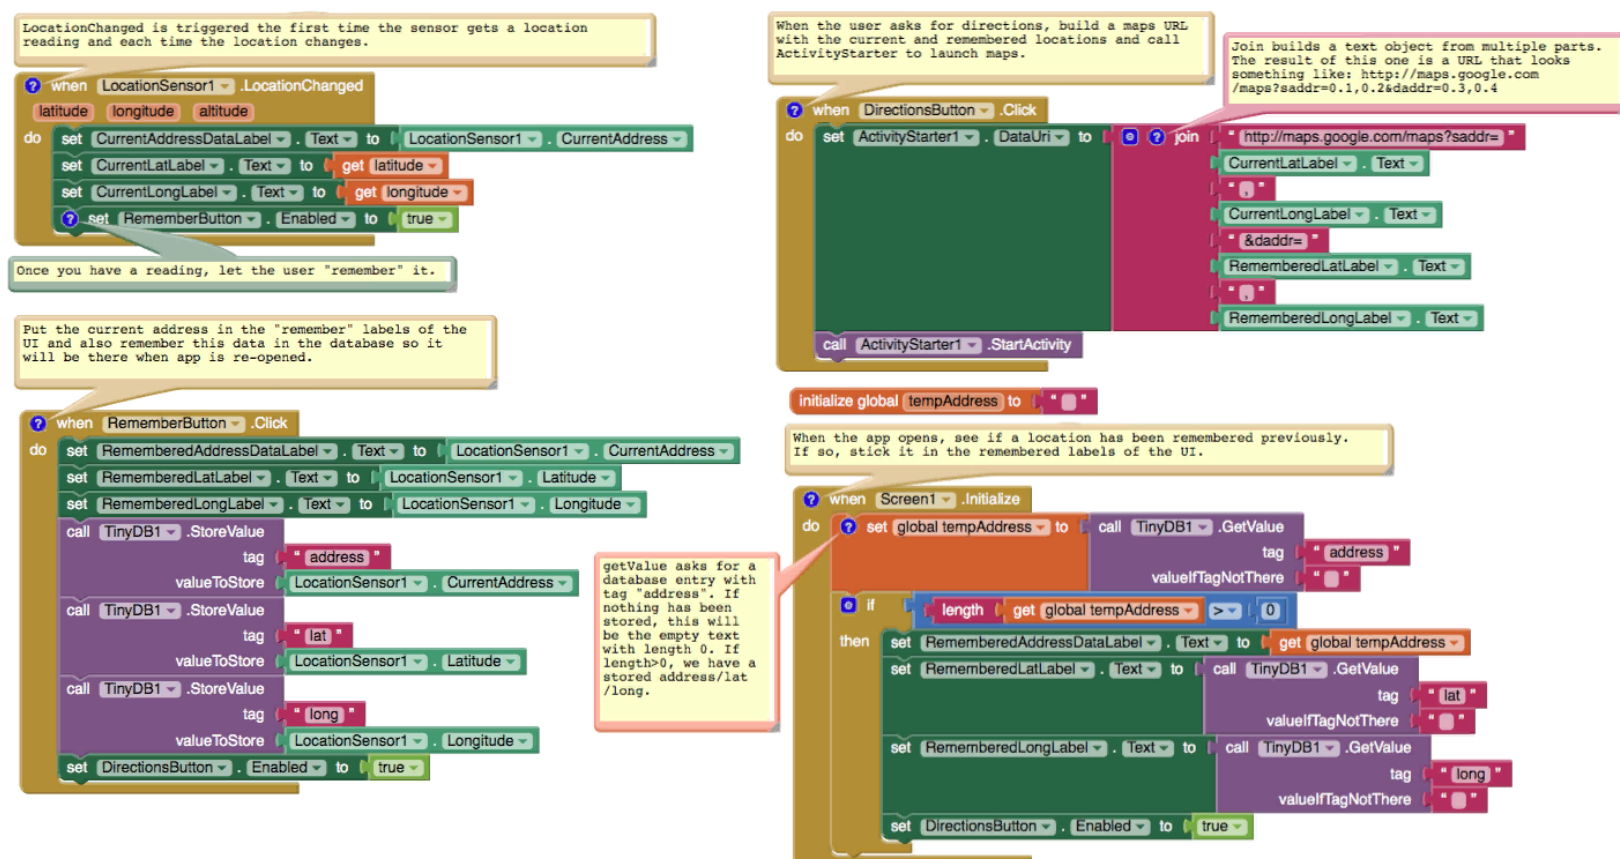 LocationChanged is triggered the first time the sensor gets a location
reading and each time the location changes.
when LocationSensor1 .LocationChanged
latitude longitude altitude
do set CurrentAddressDataLabel . Text to LocationSensor1 . CurrentAddress
set CurrentLatLabel . Text to get latitude
set CurrentLongLabel . Text to get longitude
? set RememberButton . Enabled to true
Once you have a reading, let the user "remember" it.
Put the current address in the "remember" labels of the
UI and also remember this data in the database so it
will be there when app is re-opened.
? when RememberButton .Click
do set RememberedAddressDataLabel . Text to LocationSensor1 . CurrentAddress
set RememberedLatLabel . Text to LocationSensor1 . Latitude
set RememberedLongLabel . Text to LocationSensor1 . Longitude
call TinyDB1 .StoreValue
tag " address "
valueToStore LocationSensor1 . CurrentAddress
call TinyDB1 .StoreValue
tag " lat "
valueToStore LocationSensor1 . Latitude
call TinyDB1 .StoreValue
tag " long "
valueToStore LocationSensor1 . Longitude
set DirectionsButton . Enabled to true
When the user asks for directions, build a maps URL
with the current and remembered locations and call
ActivityStarter to launch maps.
Join builds a text object from multiple parts.
The result of this one is a URL that looks
something like: http://maps.google.com
/maps?saddr=0.1,0.2&daddr=0.3,0.4
? when DirectionsButton .Click
do set ActivityStarter1 . DataUri to ? join " http://maps.google.com/maps?saddr= "
CurrentLatLabel . Text
" , "
CurrentLongLabel . Text
" &daddr= "
RememberedLatLabel . Text
" , "
RememberedLongLabel . Text
call ActivityStarter1 .StartActivity
initialize global tempAddress to " "
When the app opens, see if a location has been remembered previously.
If so, stick it in the remembered labels of the UI.
? when Screen1 .Initialize
do ? set global tempAddress to call TinyDB1 .GetValue
tag " address "
valueIfTagNotThere " "
getValue asks for a
database entry with
tag "address". If
nothing has been
stored, this will
be the empty text
with length 0. If
length>0, we have a
stored address/lat
/long.
if length get global tempAddress > 0
then set RememberedAddressDataLabel . Text to get global tempAddress
set RememberedLatLabel . Text to call TinyDB1 .GetValue
tag " lat "
valueIfTagNotThere " "
set RememberedLongLabel . Text to call TinyDB1 .GetValue
tag " long "
valueIfTagNotThere " "
set DirectionsButton . Enabled to true